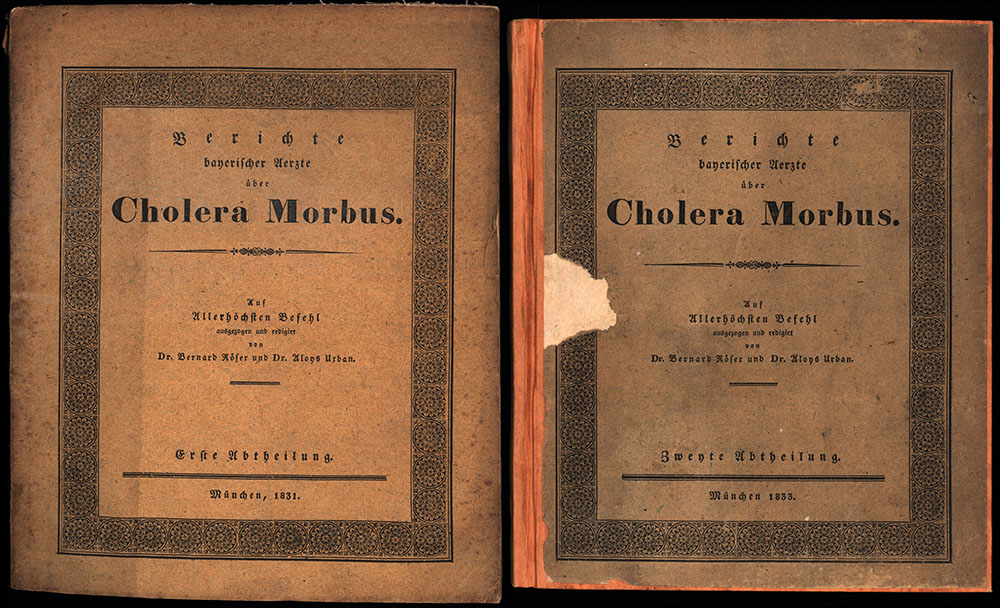 Berichte
bayerischer Aerzte
über
Cholera Morbus.
Auf
Allerhöchsten Befehl
ausgezogen und redigirt
von
Dr. Bernard Röser und Dr. Aloys Urban.
Erste Abtheilung.
München, 1831.
Berichte
bayerischer Aerzte
über
Cholera Morbus.
Auf
Allerhöchsten Befehl
ausgezogen und redigirt
von
Dr. Bernard Röser und Dr. Aloys Urban.
Zweyte Abtheilung.
München 1833.